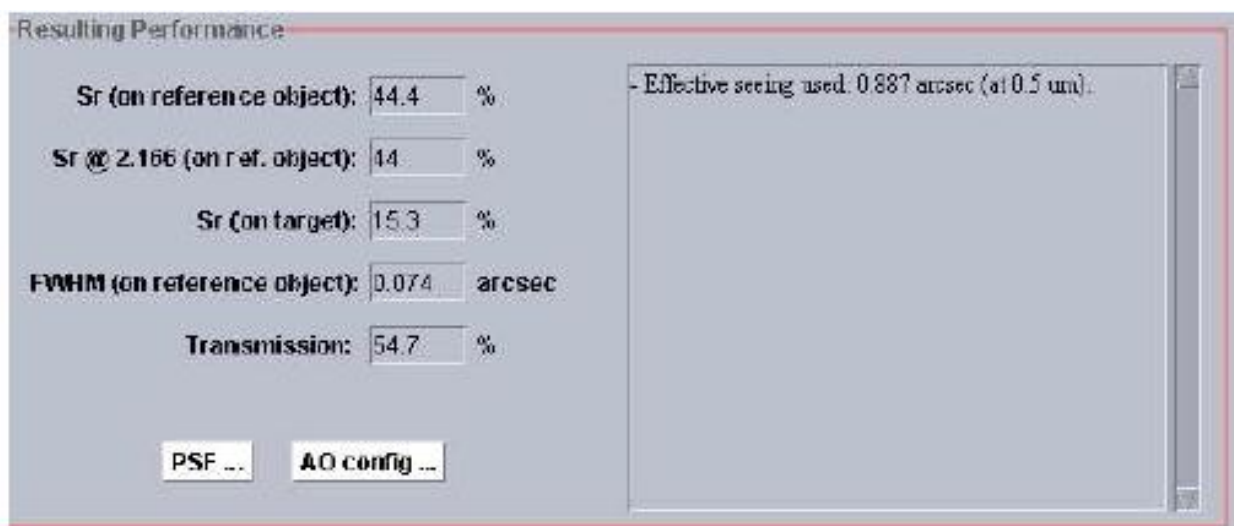 Resulting Performance
Sr (on reference object): 44.4 %
Sr @ 2.166 (on ref. object): 44 %
Sr (on target): 15.3 %
FWHM (on reference object): 0.074 arcsec
Transmission: 54.7 %
PSF ... AO config ...
- Effective seeing used: 0.887 arcsec (at 0.5 um).